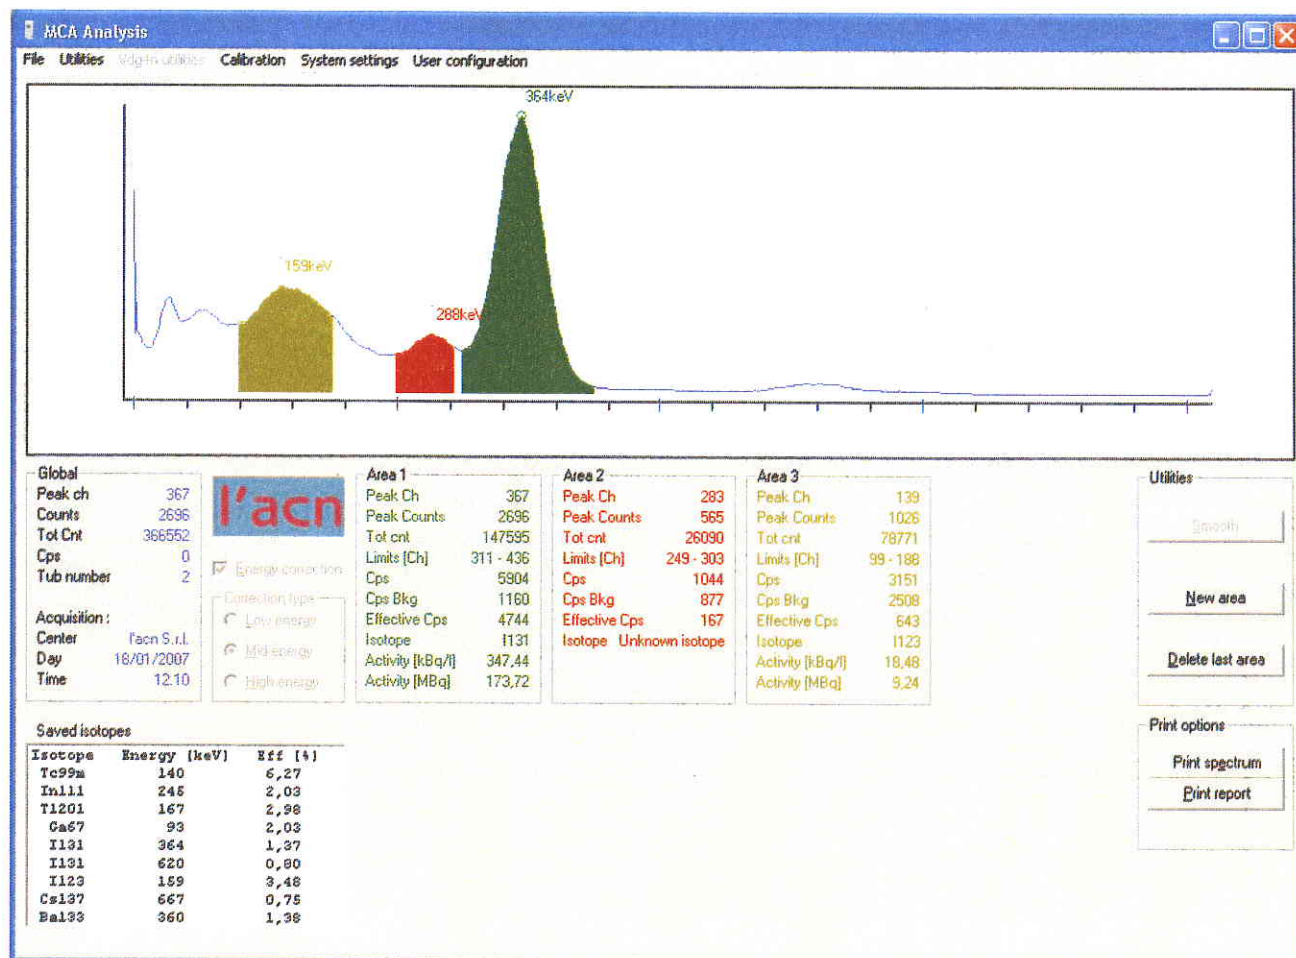 MCA Analysis
File Utilities Vdg-In utilities Calibration System settings User configuration
364keV
159keV
288keV
Global
Peak ch 367
Counts 2696
Tot Cnt 366552
Cps 0
Tub number 2
Acquisition :
Center l'acn S.r.l.
Day 18/01/2007
Time 12.10
l'acn
Energy correction
Correction type
Low energy
Mid energy
High energy
Area 1
Peak Ch 367
Peak Counts 2696
Tot cnt 147595
Limits [Ch] 311 - 436
Cps 5904
Cps Bkg 1160
Effective Cps 4744
Isotope I131
Activity [kBq/l] 347,44
Activity [MBq] 173,72
Area 2
Peak Ch 283
Peak Counts 565
Tot cnt 26090
Limits [Ch] 249 - 303
Cps 1044
Cps Bkg 877
Effective Cps 167
Isotope Unknown isotope
Area 3
Peak Ch 139
Peak Counts 1026
Tot cnt 78771
Limits [Ch] 99 - 188
Cps 3151
Cps Bkg 2508
Effective Cps 643
Isotope I123
Activity [kBq/l] 18,48
Activity [MBq] 9,24
Utilities
Smooth
New area
Delete last area
Print options
Print spectrum
Print report
Saved isotopes
Isotope Energy [keV] Eff [%]
Tc99m 140 6,27
In111 245 2,03
Tl201 167 2,98
Ga67 93 2,03
I131 364 1,37
I131 620 0,80
I123 159 3,48
Cs137 667 0,75
Ba133 360 1,38